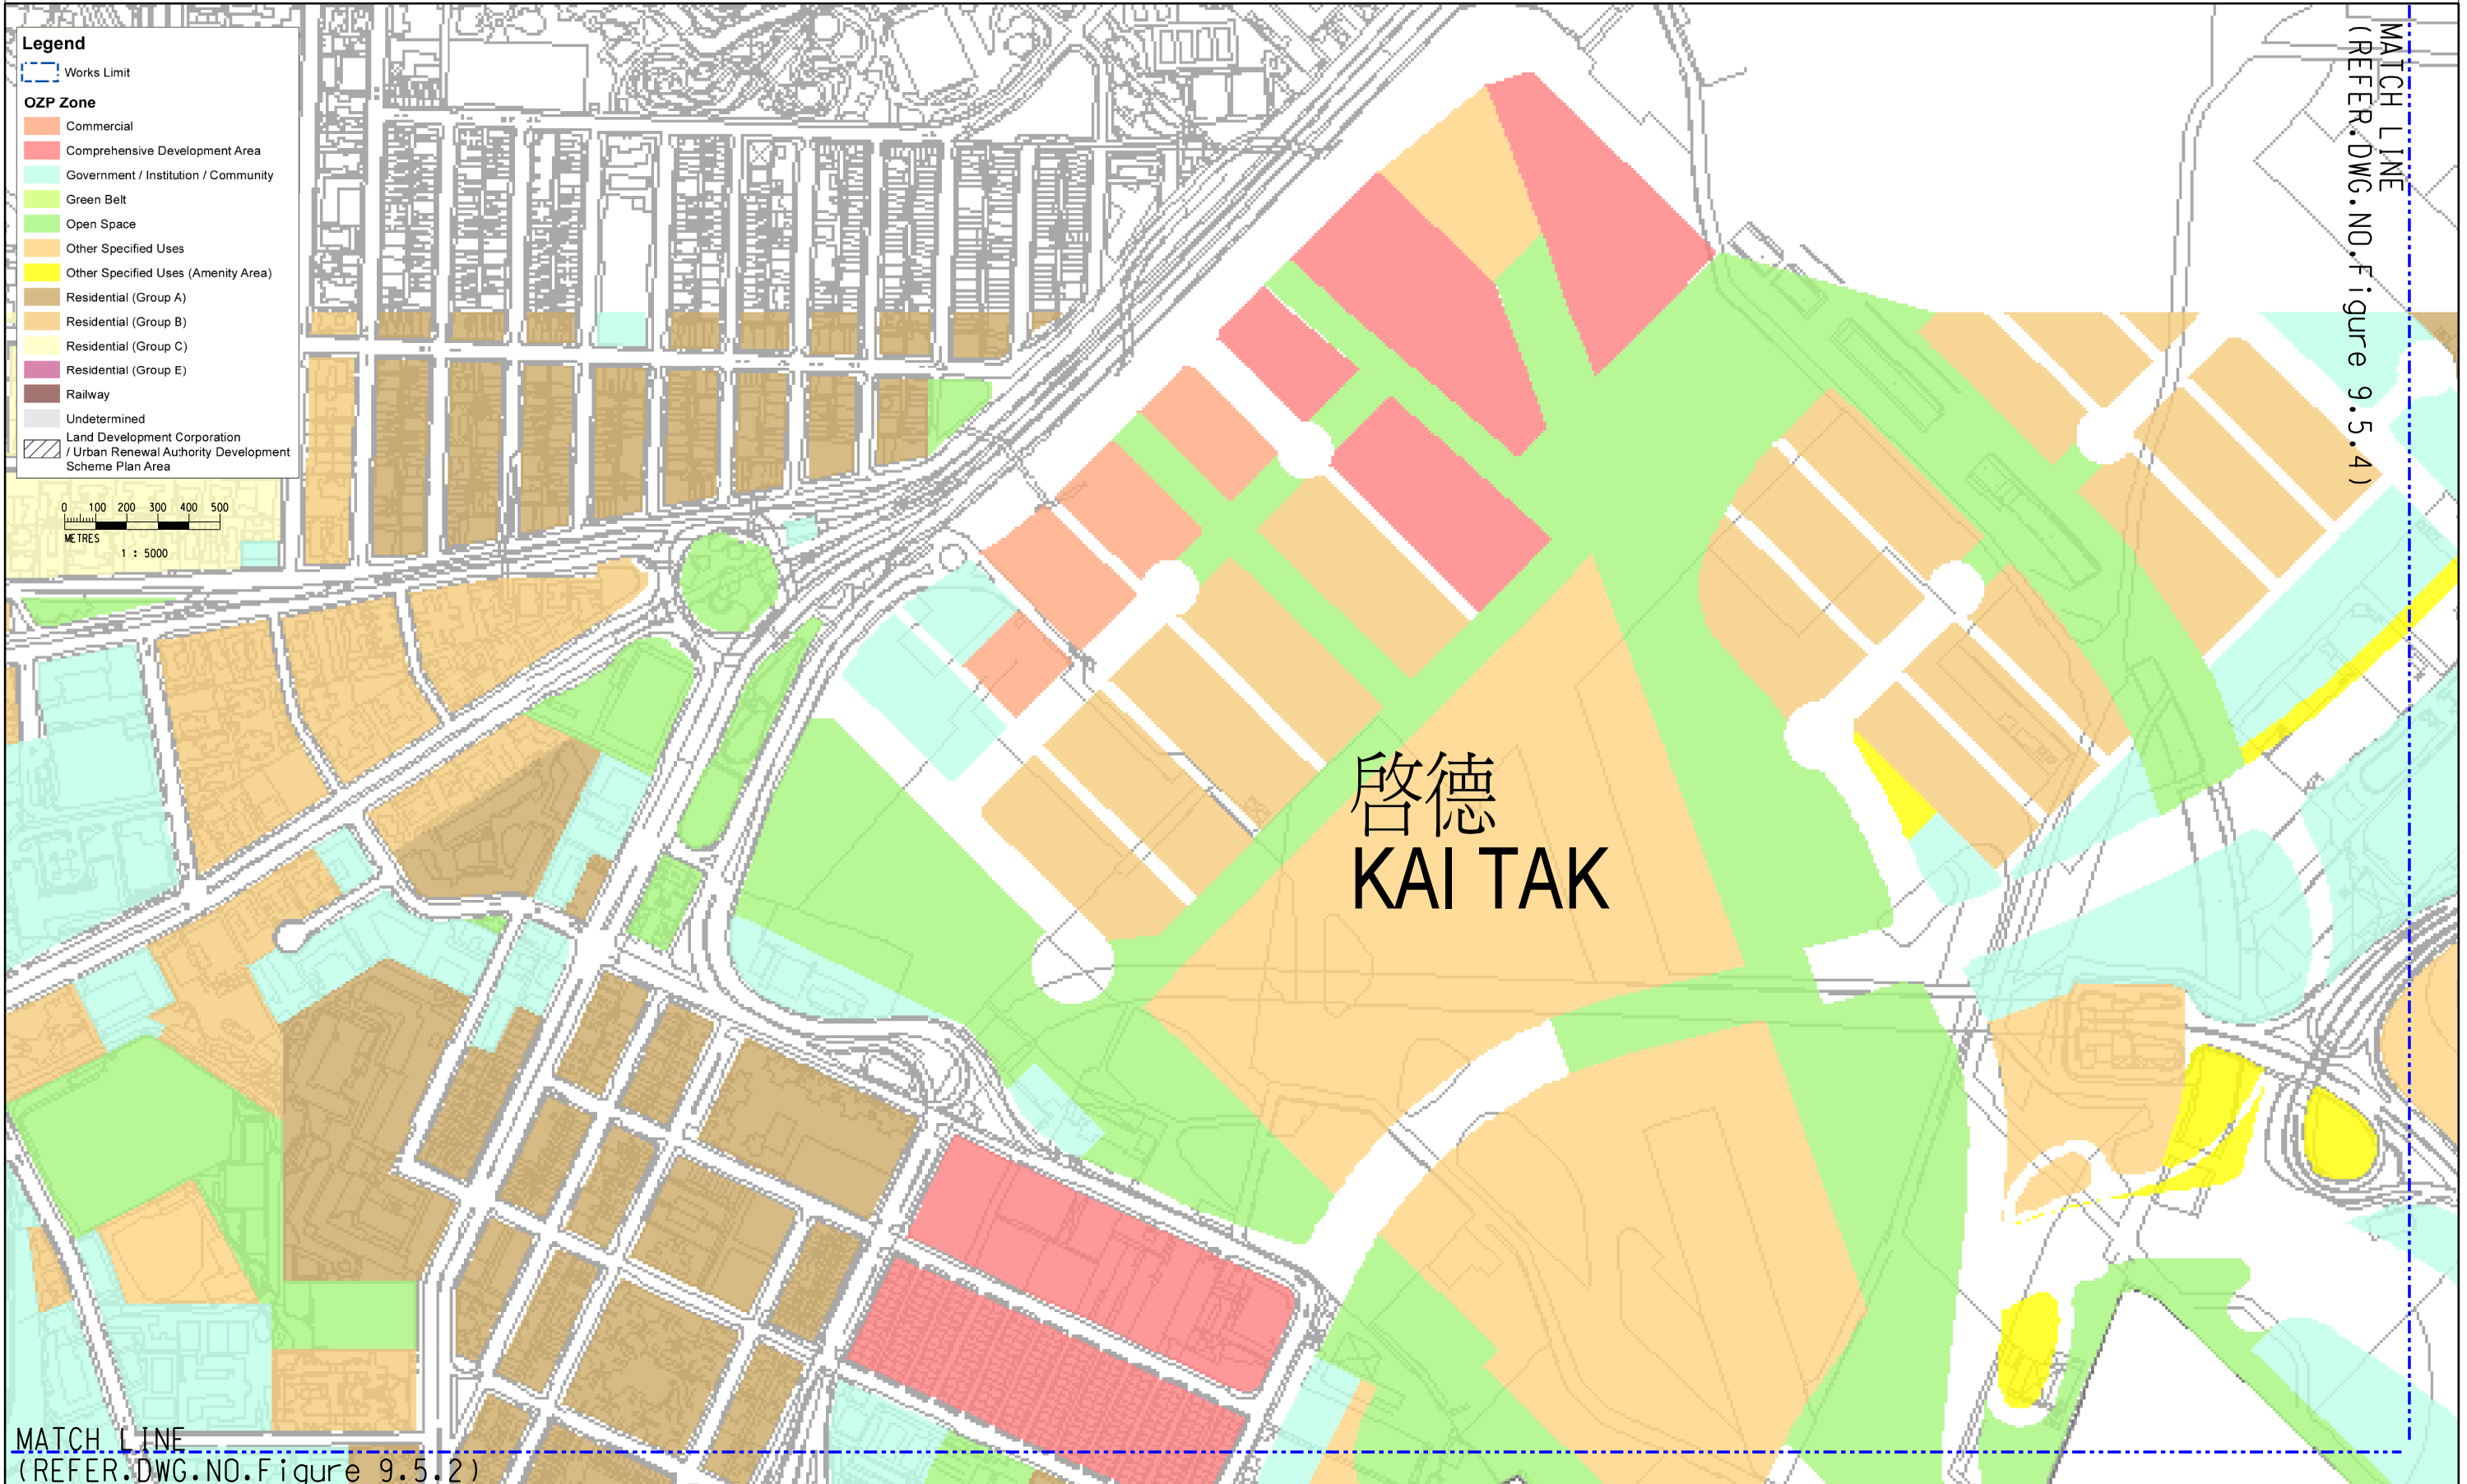 Legend
Works Limit
OZP Zone
Commercial
Comprehensive Development Area
Government / Institution / Community
Green Belt
Open Space
Other Specified Uses
Other Specified Uses (Amenity Area)
Residential (Group A)
Residential (Group B)
Residential (Group C)
Residential (Group E)
Railway
Undetermined
Land Development Corporation
/ Urban Renewal Authority Development
Scheme Plan Area
0 100 200 300 400 500
METRES
1 : 5000
MATCH LINE
(REFER.DWG.NO.Figure 9.5.4)
啓德
KAI TAK
MATCH LINE
(REFER.DWG.NO.Figure 9.5.2)